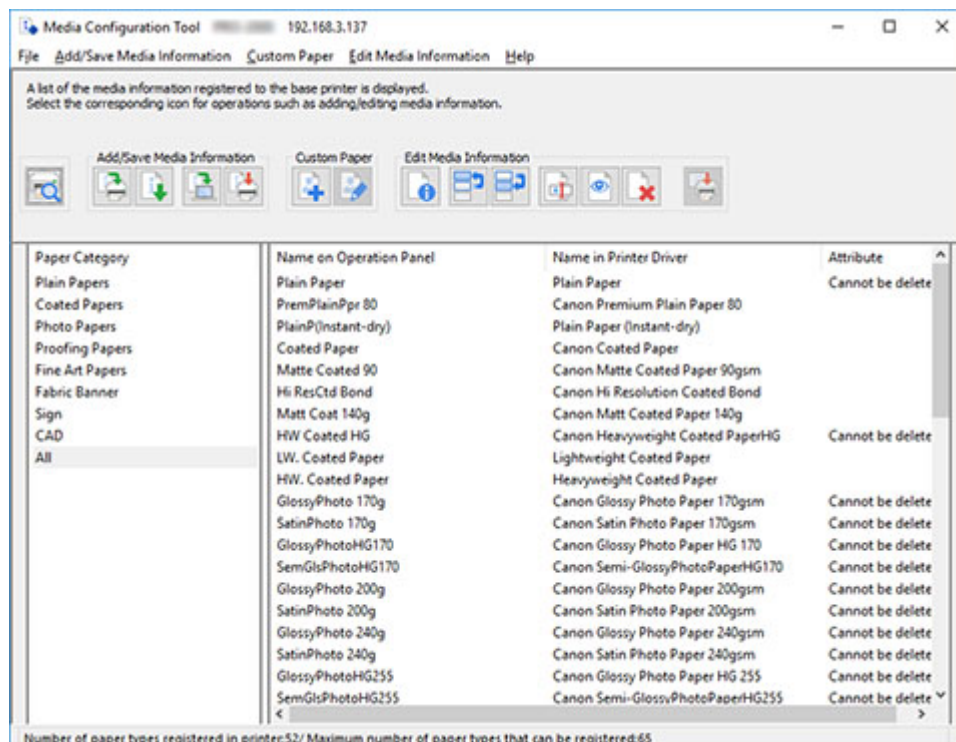 Media Configuration Tool 192.168.3.137
File Add/Save Media Information Custom Paper Edit Media Information Help
A list of the media information registered to the base printer is displayed.
Select the corresponding icon for operations such as adding/editing media information.
Add/Save Media Information Custom Paper Edit Media Information
Paper Category Name on Operation Panel Name in Printer Driver Attribute
Plain Papers Plain Paper Plain Paper Cannot be delete
Coated Papers PremPlainPpr 80 Canon Premium Plain Paper 80
Photo Papers PlainP(Instant-dry) Plain Paper (Instant-dry)
Proofing Papers Coated Paper Canon Coated Paper
Fine Art Papers Matte Coated 90 Canon Matte Coated Paper 90gsm
Fabric Banner Hi ResCtd Bond Canon Hi Resolution Coated Bond
Sign Matt Coat 140g Canon Matt Coated Paper 140g
CAD HW Coated HG Canon Heavyweight Coated PaperHG Cannot be delete
All LW. Coated Paper Lightweight Coated Paper
HW. Coated Paper Heavyweight Coated Paper
GlossyPhoto 170g Canon Glossy Photo Paper 170gsm Cannot be delete
SatinPhoto 170g Canon Satin Photo Paper 170gsm Cannot be delete
GlossyPhotoHG170 Canon Glossy Photo Paper HG 170 Cannot be delete
SemGlsPhotoHG170 Canon Semi-GlossyPhotoPaperHG170 Cannot be delete
GlossyPhoto 200g Canon Glossy Photo Paper 200gsm Cannot be delete
SatinPhoto 200g Canon Satin Photo Paper 200gsm Cannot be delete
GlossyPhoto 240g Canon Glossy Photo Paper 240gsm Cannot be delete
SatinPhoto 240g Canon Satin Photo Paper 240gsm Cannot be delete
GlossyPhotoHG255 Canon Glossy Photo Paper HG 255 Cannot be delete
SemGlsPhotoHG255 Canon Semi-GlossyPhotoPaperHG255 Cannot be delete
Number of paper types registered in printer:52/ Maximum number of paper types that can be registered:65